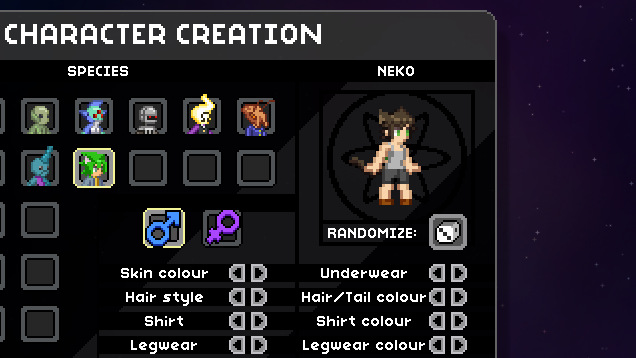 CHARACTER CREATION
SPECIES
NEKO
RANDOMIZE:
Skin colour
Underwear
Hair style
Hair/Tail colour
Shirt
Shirt colour
Legwear
Legwear colour